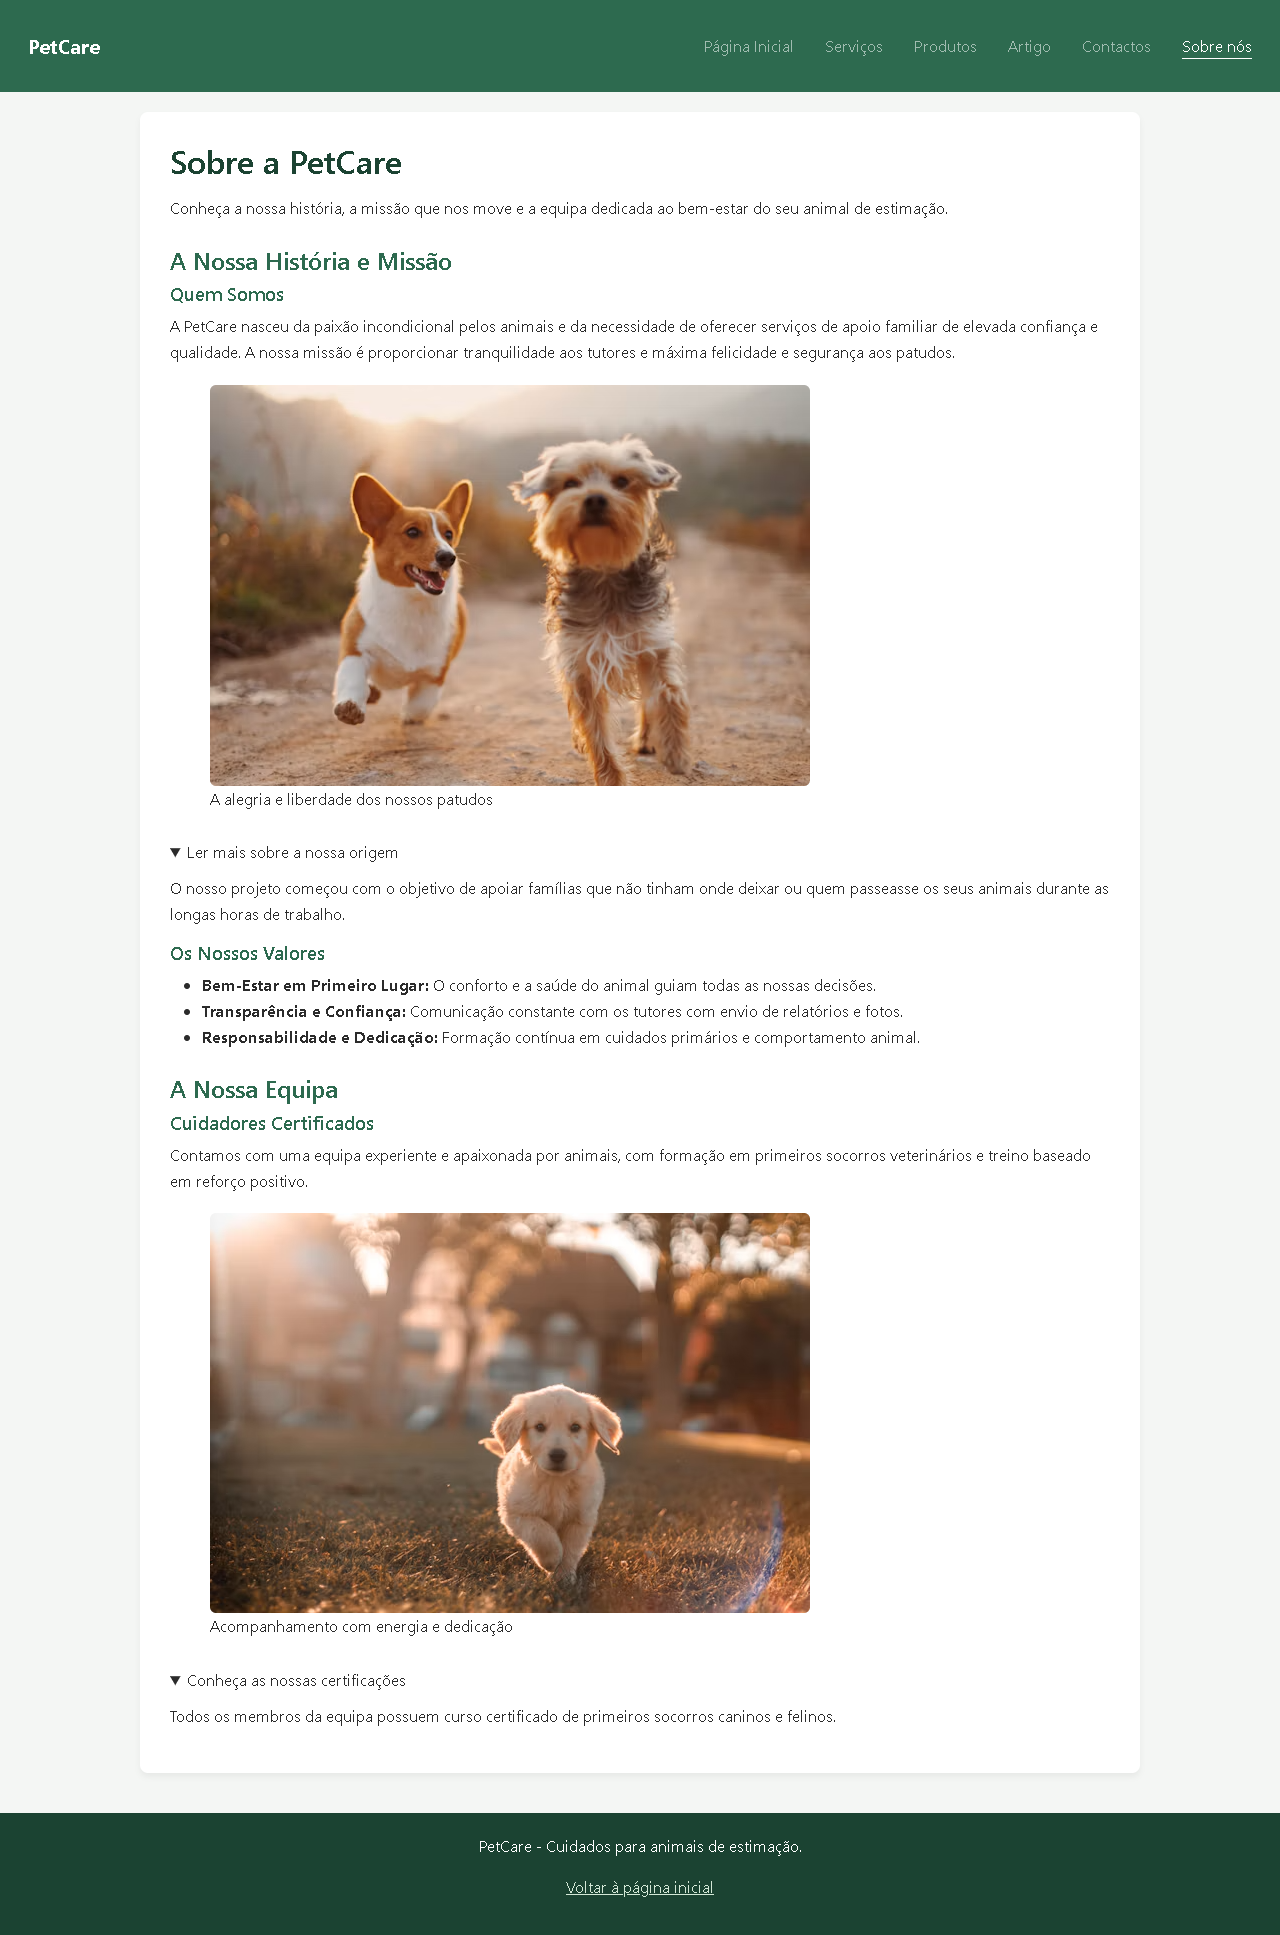 PetCare
Página Inicial
Serviços
Produtos
Artigo
Contactos
Sobre nós
Sobre a PetCare
Conheça a nossa história, a missão que nos move e a equipa dedicada ao bem-estar do seu animal de estimação.
A Nossa História e Missão
Quem Somos
A PetCare nasceu da paixão incondicional pelos animais e da necessidade de oferecer serviços de apoio familiar de elevada confiança e
qualidade. A nossa missão é proporcionar tranquilidade aos tutores e máxima felicidade e segurança aos patudos.
A alegria e liberdade dos nossos patudos
Ler mais sobre a nossa origem
O nosso projeto começou com o objetivo de apoiar famílias que não tinham onde deixar ou quem passeasse os seus animais durante as
longas horas de trabalho.
Os Nossos Valores
Bem-Estar em Primeiro Lugar: O conforto e a saúde do animal guiam todas as nossas decisões.
Transparência e Confiança: Comunicação constante com os tutores com envio de relatórios e fotos.
Responsabilidade e Dedicação: Formação contínua em cuidados primários e comportamento animal.
A Nossa Equipa
Cuidadores Certificados
Contamos com uma equipa experiente e apaixonada por animais, com formação em primeiros socorros veterinários e treino baseado
em reforço positivo.
Acompanhamento com energia e dedicação
Conheça as nossas certificações
Todos os membros da equipa possuem curso certificado de primeiros socorros caninos e felinos.
PetCare - Cuidados para animais de estimação.
Voltar à página inicial